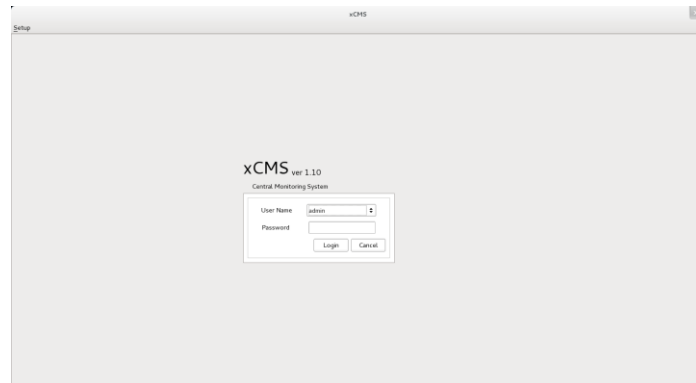 xCMS
Setup
xCMS ver 1.10
Central Monitoring System
User Name admin
Password
Login Cancel